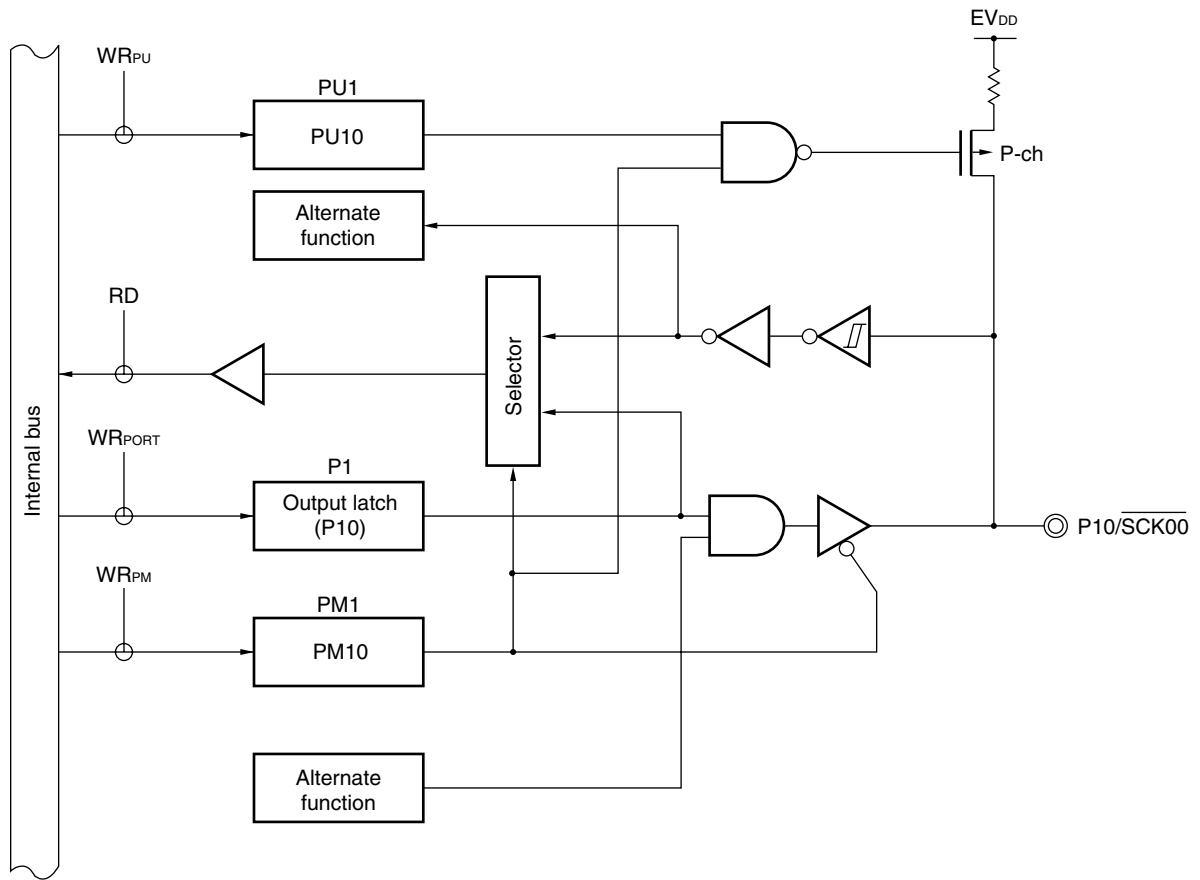 EVDD
WRPU
PU1
PU10
P-ch
Alternate
function
RD
Selector
Internal bus
WRPORT
P1
Output latch
(P10)
P10/SCK00
WRPM
PM1
PM10
Alternate
function